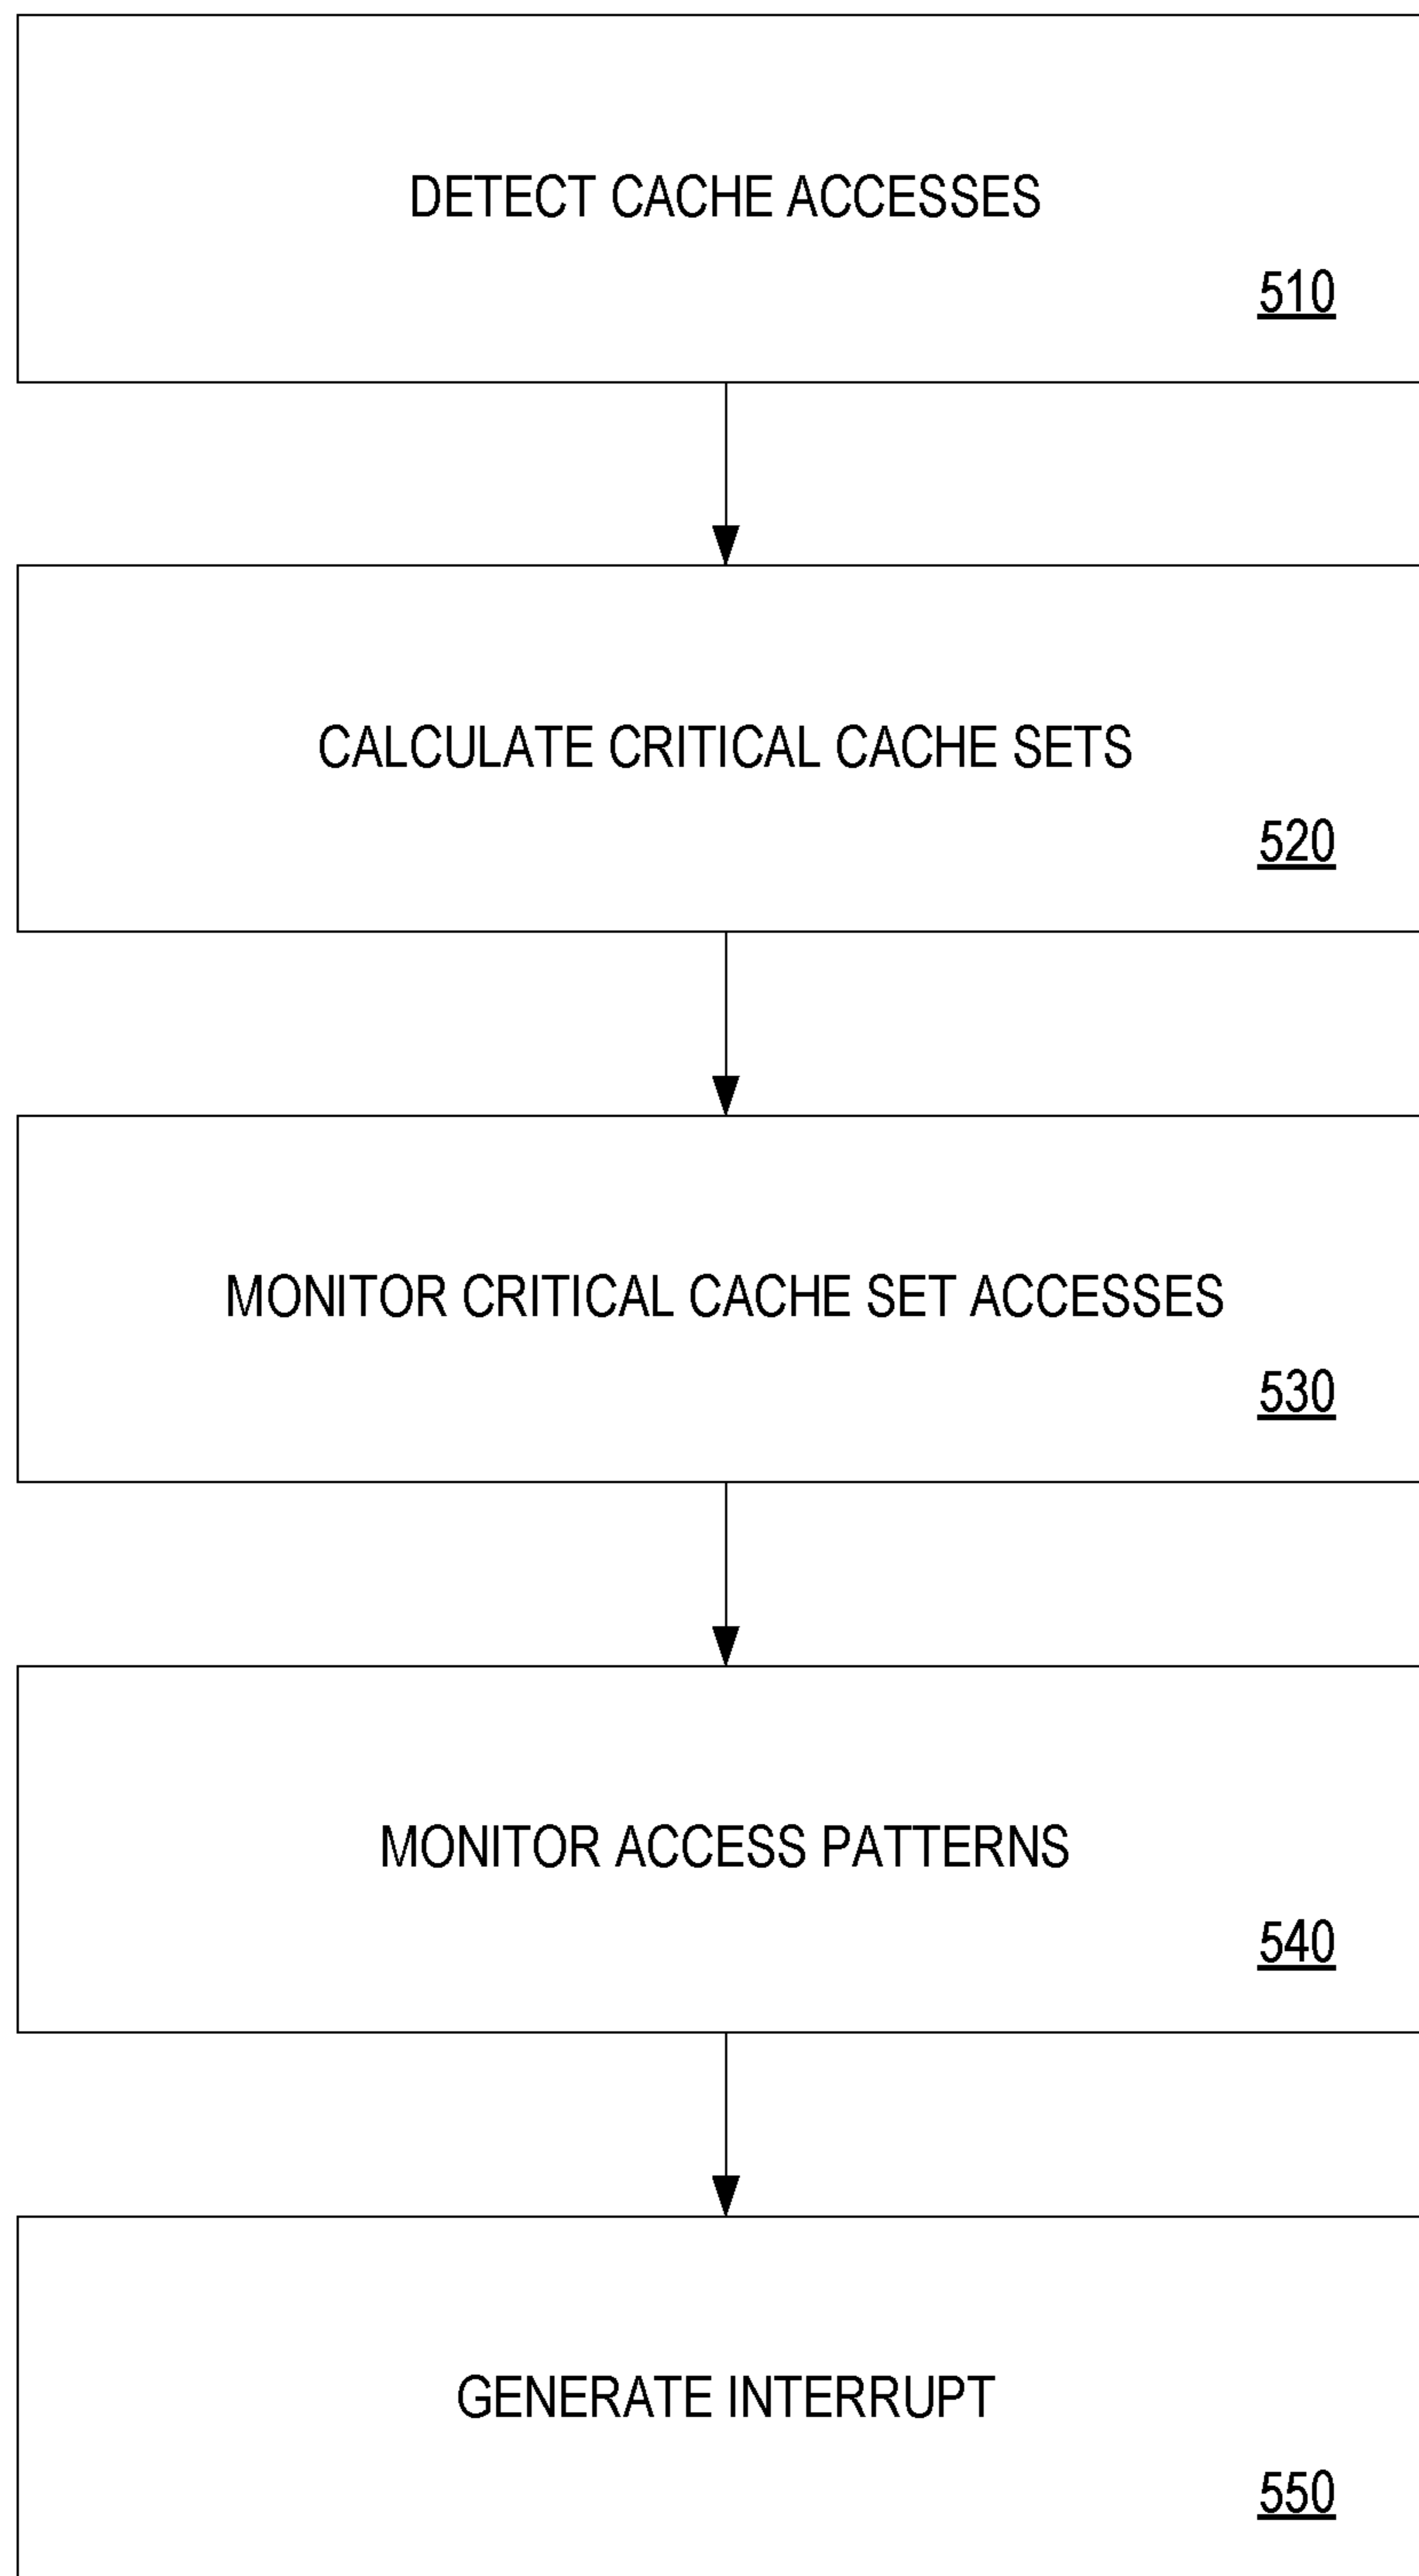 DETECT CACHE ACCESSES
510
CALCULATE CRITICAL CACHE SETS
520
MONITOR CRITICAL CACHE SET ACCESSES
530
MONITOR ACCESS PATTERNS
540
GENERATE INTERRUPT
550